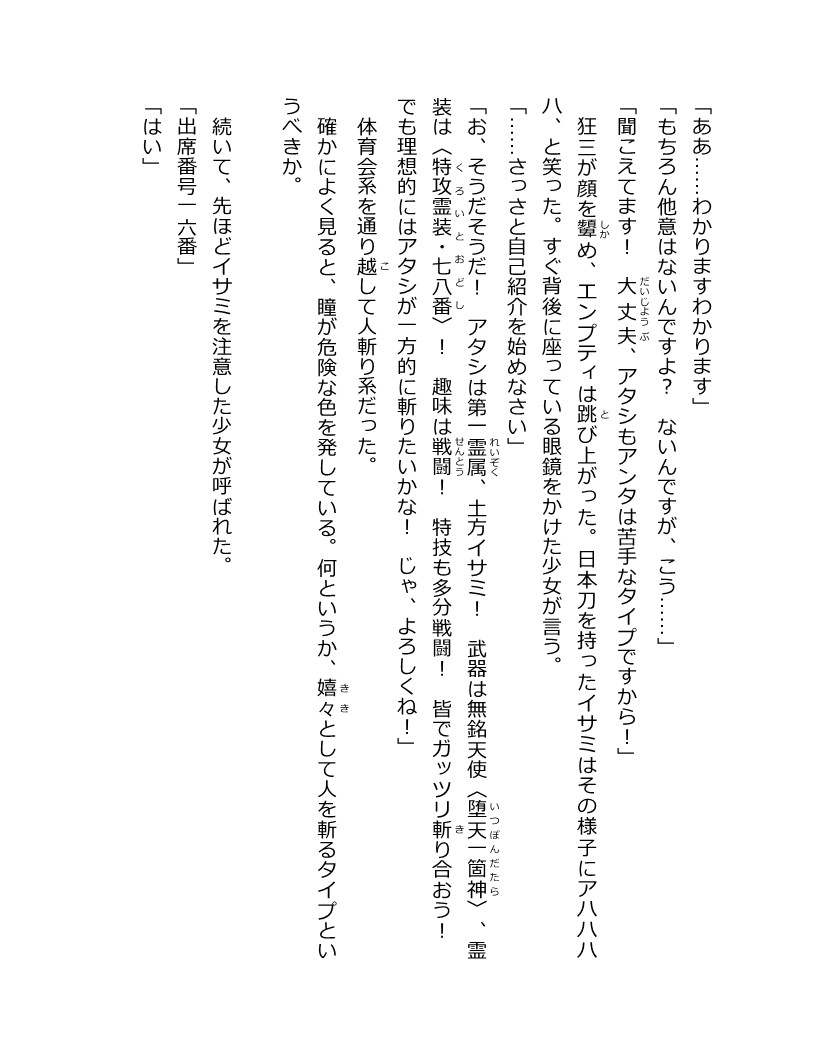 「ああ……わかりますわかります」
「もちろん他意はないんですよ？　ないんですが、こう……」
「聞こえてます！　大丈夫、アタシもアンタは苦手なタイプですから！」
　狂三が顔を顰め、エンプティは跳び上がった。日本刀を持ったイサミはその様子にアハハハ
ハ、と笑った。すぐ背後に座っている眼鏡をかけた少女が言う。
「……さっさと自己紹介を始めなさい」
「お、そうだそうだ！　アタシは第一霊属、土方イサミ！　武器は無銘天使〈堕天一箇神〉、霊
装は〈特攻霊装・七八番〉！　趣味は戦闘！　特技も多分戦闘！　皆でガッツリ斬り合おう！
でも理想的にはアタシが一方的に斬りたいかな！　じゃ、よろしくね！」
　体育会系を通り越して人斬り系だった。
　確かによく見ると、瞳が危険な色を発している。何というか、嬉々として人を斬るタイプとい
うべきか。
　続いて、先ほどイサミを注意した少女が呼ばれた。
「出席番号一六番」
「はい」